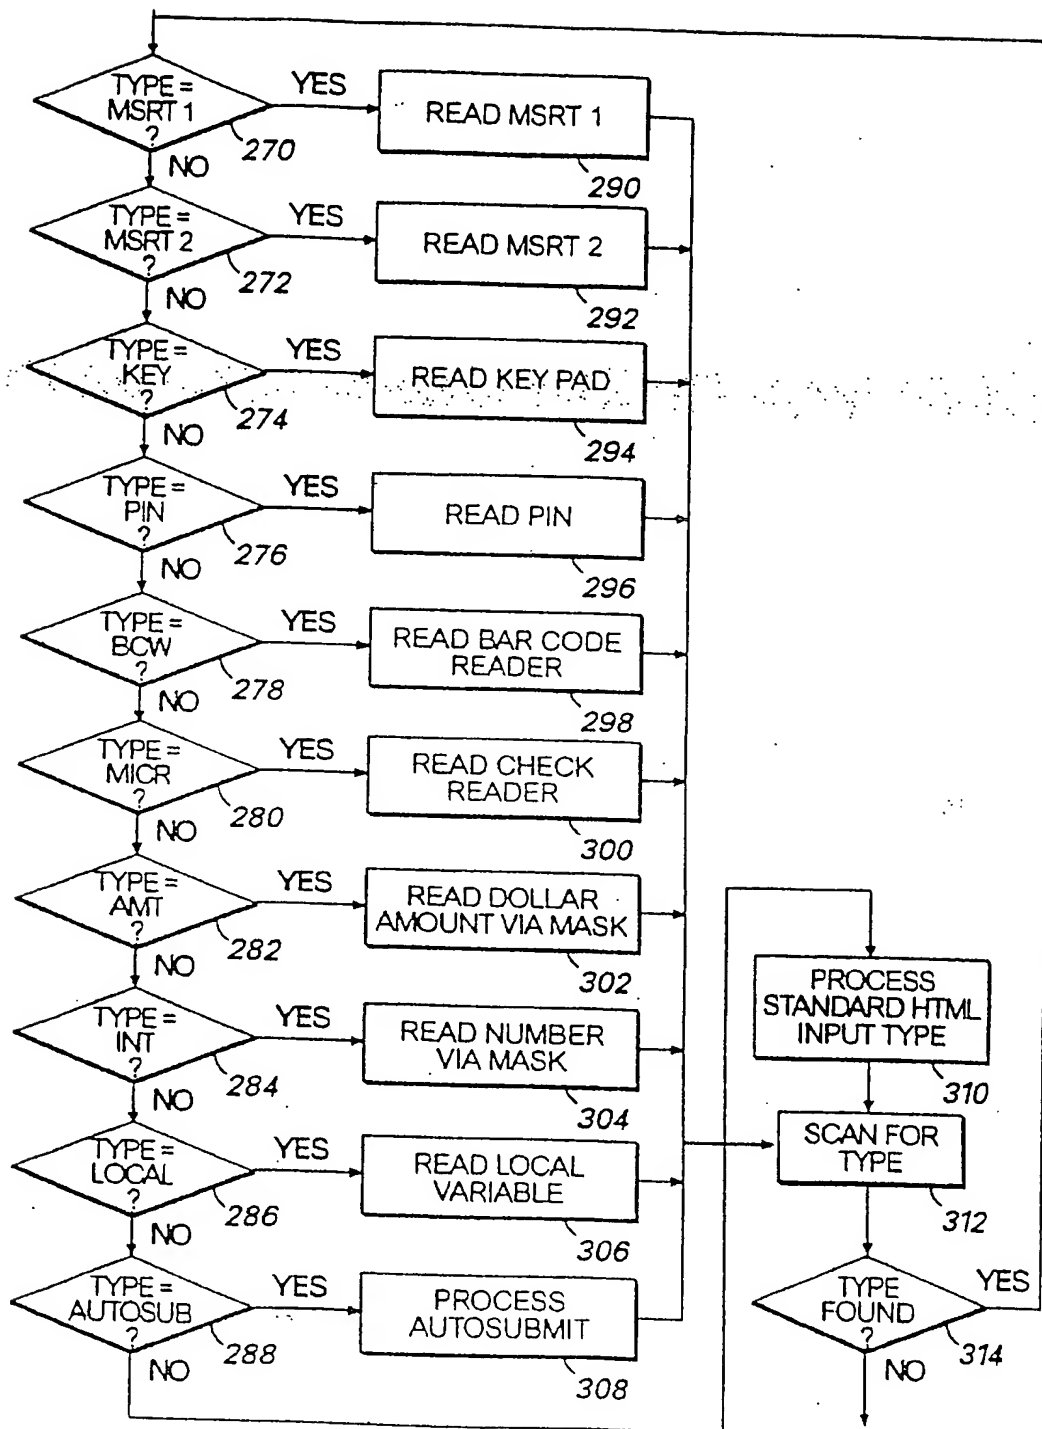 TYPE =
MSRT 1
?
270
YES
NO
READ MSRT 1
290
TYPE =
MSRT 2
?
272
YES
NO
READ MSRT 2
292
TYPE =
KEY
?
274
YES
NO
READ KEY PAD
294
TYPE =
PIN
?
276
YES
NO
READ PIN
296
TYPE =
BCW
?
278
YES
NO
READ BAR CODE
READER
298
TYPE =
MICR
?
280
YES
NO
READ CHECK
READER
300
TYPE =
AMT
?
282
YES
NO
READ DOLLAR
AMOUNT VIA MASK
302
TYPE =
INT
?
284
YES
NO
READ NUMBER
VIA MASK
304
TYPE =
LOCAL
?
286
YES
NO
READ LOCAL
VARIABLE
306
TYPE =
AUTOSUB
?
288
YES
NO
PROCESS
AUTOSUBMIT
308
PROCESS
STANDARD HTML
INPUT TYPE
310
SCAN FOR
TYPE
312
TYPE
FOUND
?
314
YES
NO